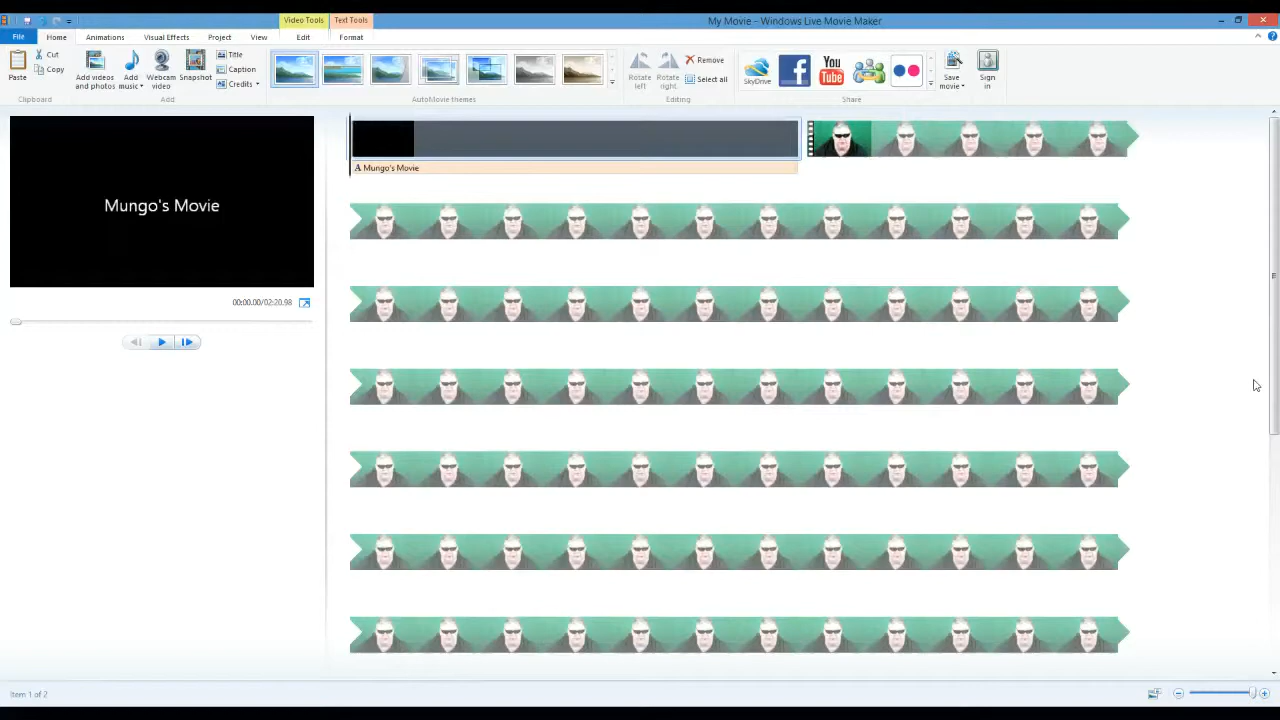 Video Tools
Text Tools
My Movie - Windows Live Movie Maker
File
Home
Animations
Visual Effects
Project
View
Edit
Format
Paste
Cut
Copy
Clipboard
Add videos
and photos
Add
music
Webcam
video
Snapshot
Title
Caption
Credits
Add
AutoMovie themes
Rotate
left
Rotate
right
Remove
Select all
Editing
SkyDrive
You
Tube
Share
Save
movie
Sign
in
A Mungo's Movie
Mungo's Movie
00:00.00/02:20.98
Item 1 of 2